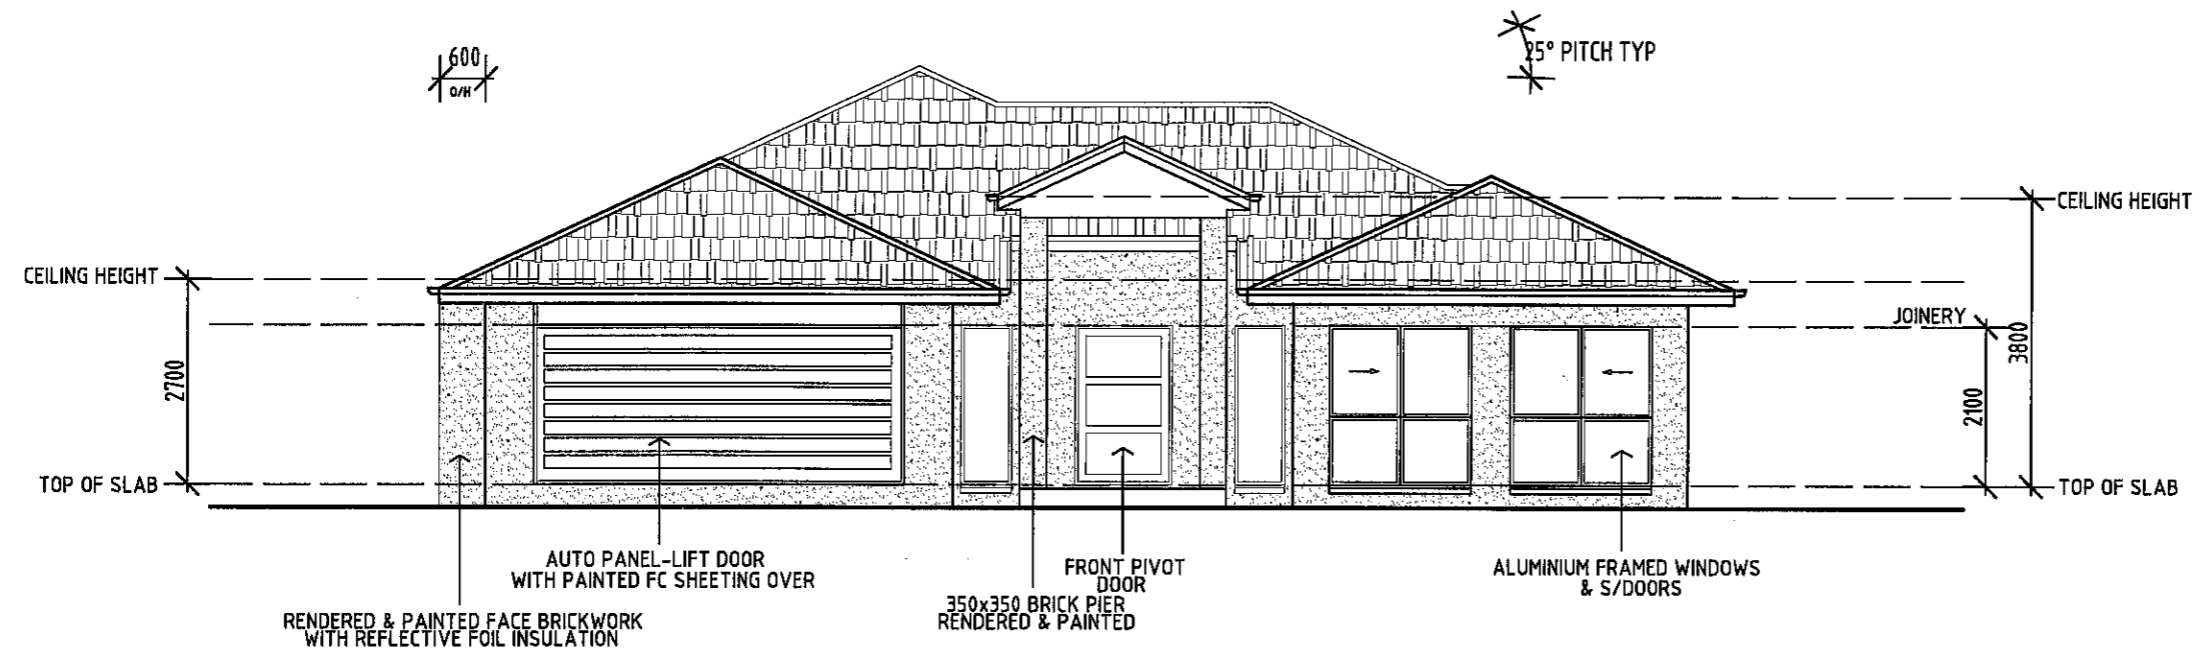 600
O/H
25° PITCH TYP
CEILING HEIGHT
CEILING HEIGHT
JOINERY
2700
3800
2100
TOP OF SLAB
TOP OF SLAB
AUTO PANEL-LIFT DOOR
WITH PAINTED FC SHEETING OVER
FRONT PIVOT
DOOR
ALUMINIUM FRAMED WINDOWS
& S/DOORS
350x350 BRICK PIER
RENDERED & PAINTED
RENDERED & PAINTED FACE BRICKWORK
WITH REFLECTIVE FOIL INSULATION